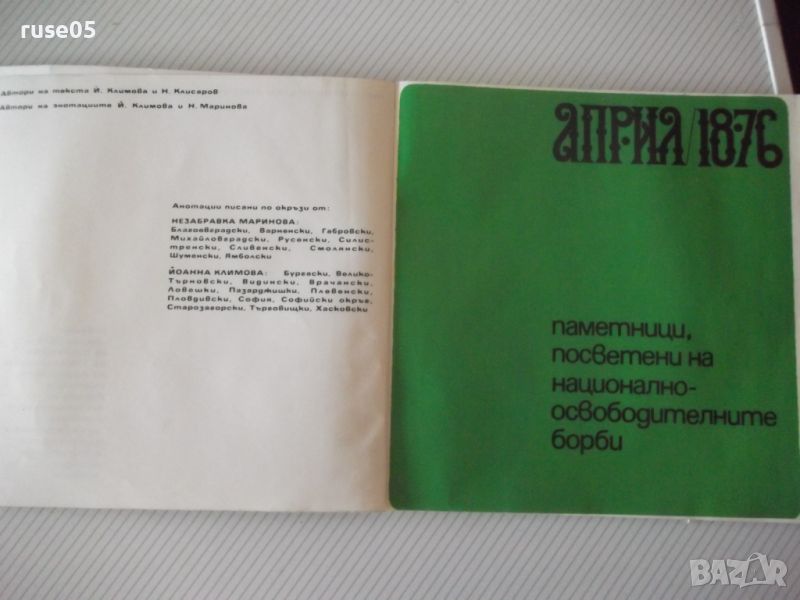 ruse05
Автори на текста Й. Климова и Н. Клисаров
Автори на анотациите Й. Климова и Н. Маринова
Анотации писани по окръзи от:
НЕЗАБРАВКА МАРИНОВА:
Благоевградски, Варненски, Габровски,
Михайловградски, Русенски, Силис-
тренски, Сливенски, Смолянски,
Шуменски, Ямболски
ЙОАННА КЛИМОВА: Бургески, Велико-
Търновски, Видински, Врачански,
Ловешки, Пазарджишки, Плевенски,
Пловдивски, София, Софийски окръг,
Старозагорски, Търговищки, Хасковски
АПРИЛ/1876
паметници,
посветени на
национално-
освободителните
борби
BAZAR